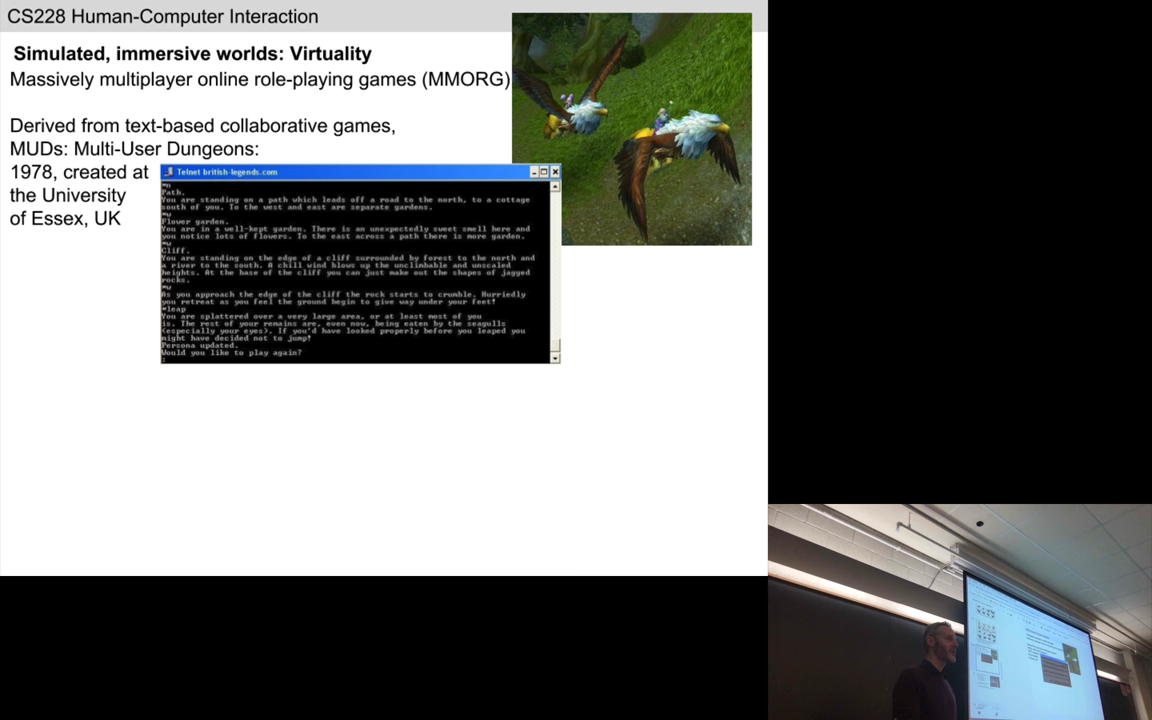 CS228 Human-Computer Interaction
Simulated, immersive worlds: Virtuality
Massively multiplayer online role-playing games (MMORG)
Derived from text-based collaborative games,
MUDs: Multi-User Dungeons:
1978, created at
the University
of Essex, UK
Telnet british-legends.com
*n
Path.
You are standing on a path which leads off a road to the north, to a cottage
south of you. To the west and east are separate gardens.
*w
Flower garden.
You are in a well-kept garden. There is an unexpectedly sweet smell here and
you notice lots of flowers. To the east across a path there is more garden.
*w
Cliff.
You are standing on the edge of a cliff surrounded by forest to the north and
a river to the south. A chill wind blows up the unclimbable and unscaled
heights. At the base of the cliff you can just make out the shapes of jagged
rocks.
*w
As you approach the edge of the cliff the rock starts to crumble. Hurriedly
you retreat as you feel the ground begin to give way under your feet!
*leap
You are splattered over a very large area, or at least most of you
is. The rest of your remains are, even now, being eaten by the seagulls
(especially your eyes). If you'd have looked properly before you leaped you
might have decided not to jump!
Persona updated.
Would you like to play again?
: